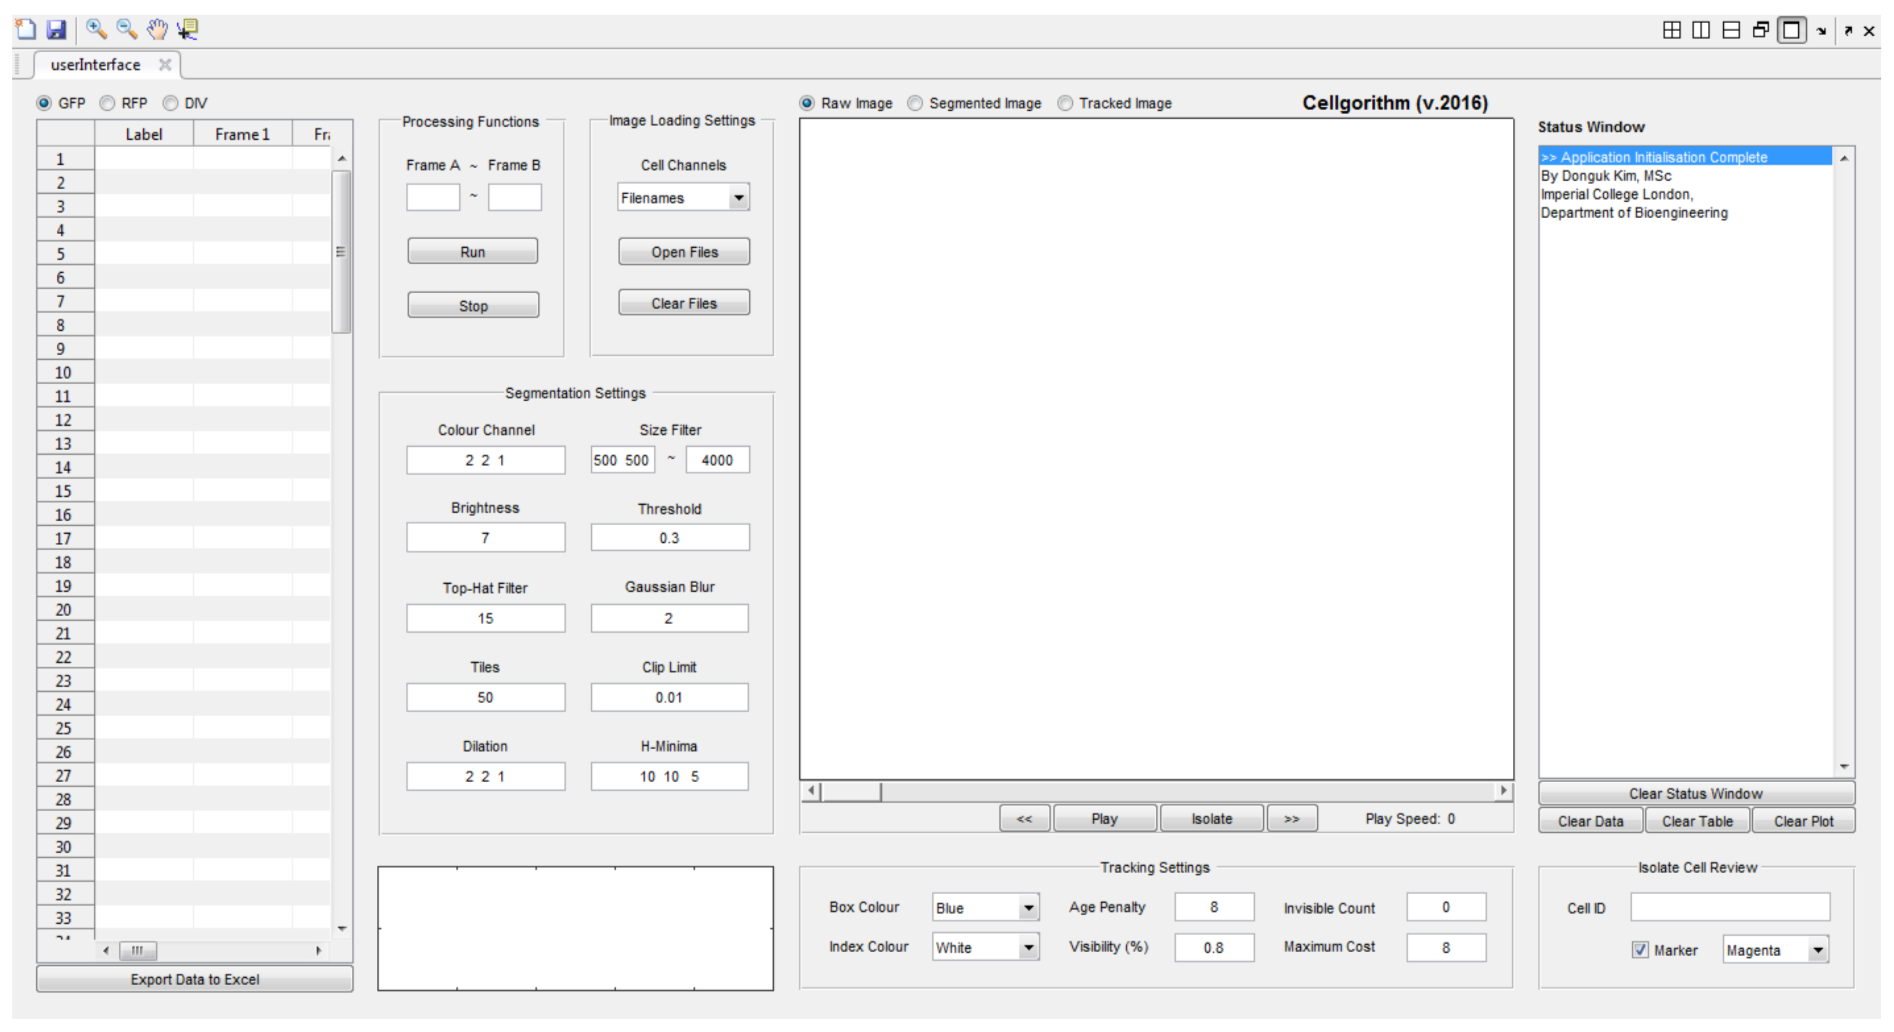 userInterface
GFP RFP DIV
Label Frame 1 Fra
1
2
3
4
5
6
7
8
9
10
11
12
13
14
15
16
17
18
19
20
21
22
23
24
25
26
27
28
29
30
31
32
33
Export Data to Excel
Processing Functions
Frame A ~ Frame B
~
Run
Stop
Image Loading Settings
Cell Channels
Filenames
Open Files
Clear Files
Segmentation Settings
Colour Channel Size Filter
2 2 1 500 500 ~ 4000
Brightness Threshold
7 0.3
Top-Hat Filter Gaussian Blur
15 2
Tiles Clip Limit
50 0.01
Dilation H-Minima
2 2 1 10 10 5
Raw Image Segmented Image Tracked Image Cellgorithm (v.2016)
<< Play Isolate >> Play Speed: 0
Tracking Settings
Box Colour Blue Age Penalty 8 Invisible Count 0
Index Colour White Visibility (%) 0.8 Maximum Cost 8
Status Window
>> Application Initialisation Complete
By Donguk Kim, MSc
Imperial College London,
Department of Bioengineering
Clear Status Window
Clear Data Clear Table Clear Plot
Isolate Cell Review
Cell ID
Marker Magenta